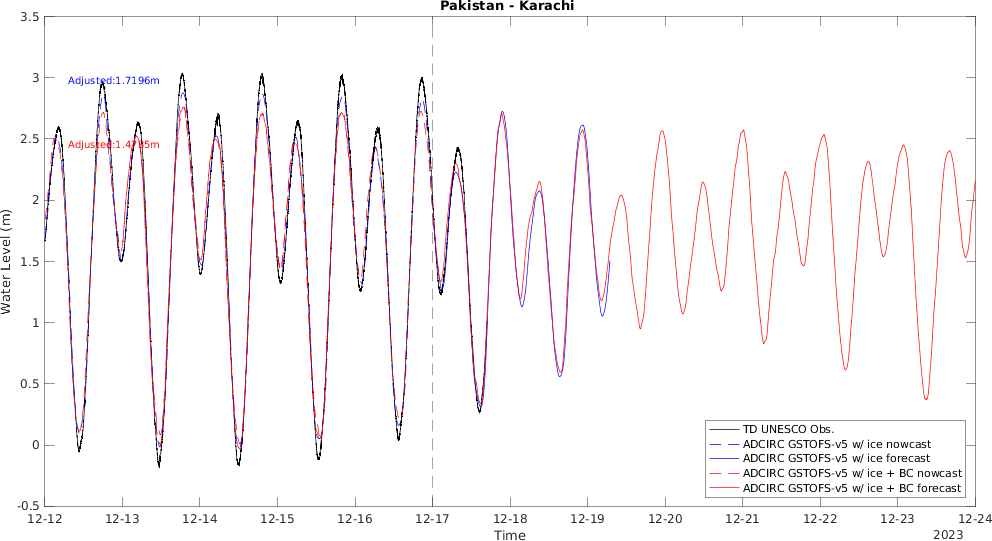 Pakistan - Karachi
3.5
3
2.5
2
1.5
1
0.5
0
-0.5
Water Level (m)
Adjusted:1.7196m
12-12
12-13
12-14
12-15
12-16
12-17
12-18
12-19
12-20
12-21
12-22
12-23
12-24
Time
2023
TD UNESCO Obs.
ADCIRC GSTOFS-v5 w/ ice nowcast
ADCIRC GSTOFS-v5 w/ ice forecast
ADCIRC GSTOFS-v5 w/ ice + BC nowcast
ADCIRC GSTOFS-v5 w/ ice + BC forecast